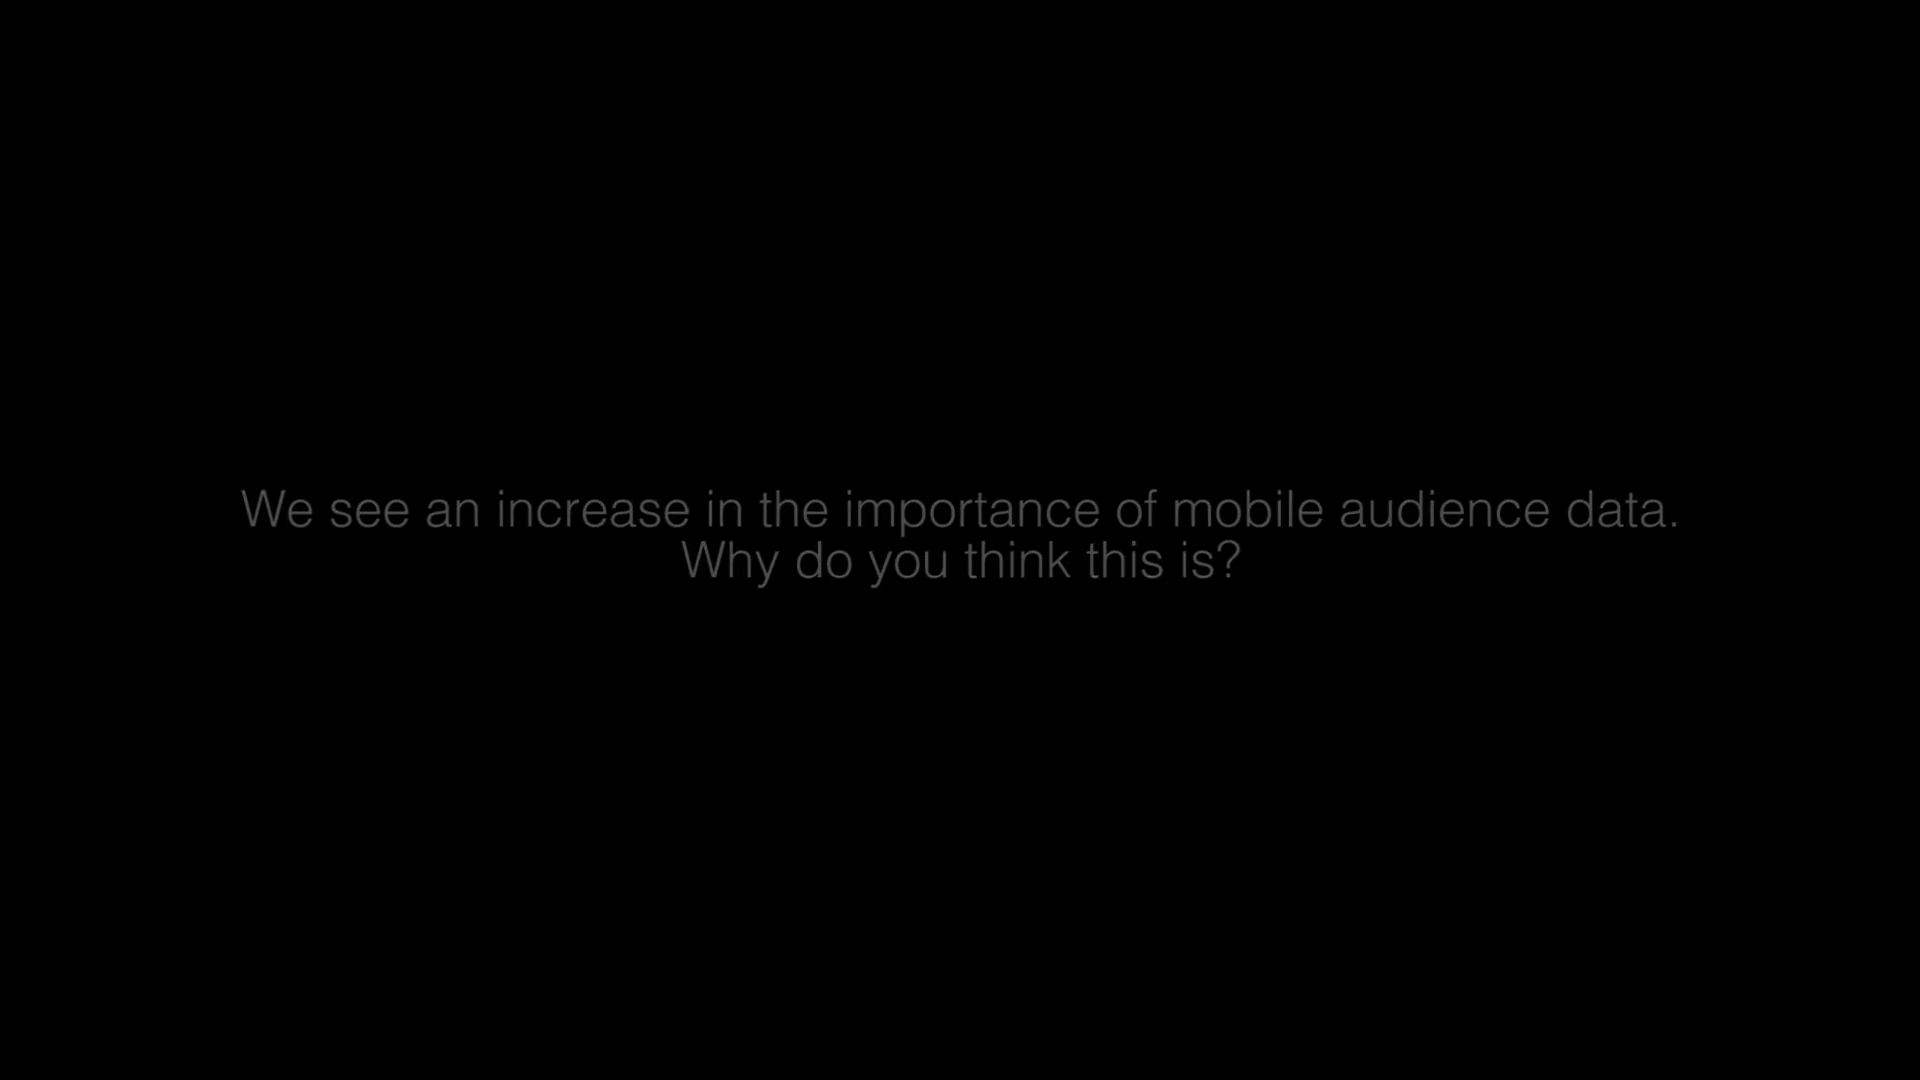 We see an increase in the importance of mobile audience data.
Why do you think this is?